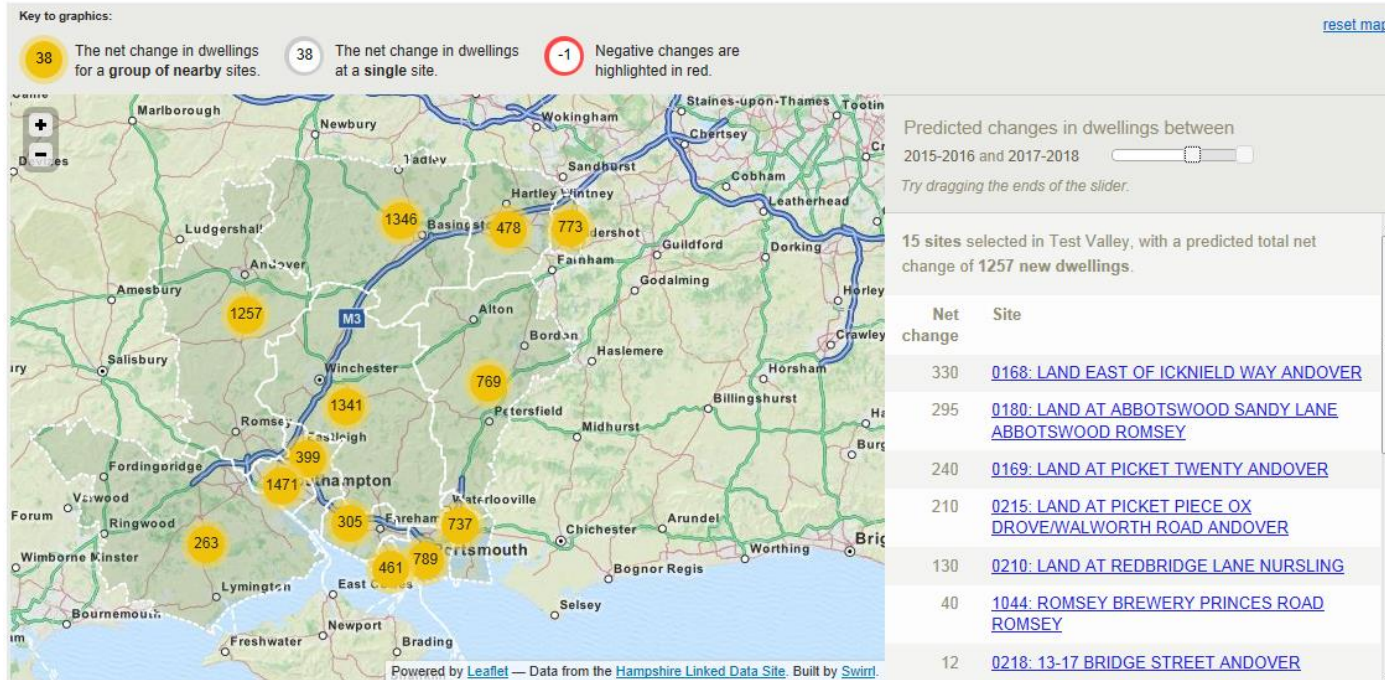 Key to graphics:
reset map
38
The net change in dwellings
for a group of nearby sites.
38
The net change in dwellings
at a single site.
-1
Negative changes are
highlighted in red.
+
-
Marlborough
Newbury
Wokingham
Staines-upon-Thames
Chertsey
Tadley
Sandhurst
Cobham
Hartley Wintney
Leatherhead
Ludgershall
1346
478
773
Guildford
Dorking
Andover
Farnham
Godalming
Amesbury
1257
M3
Alton
Bordon
Haslemere
Crawley
Salisbury
Winchester
769
Horsham
1341
Billingshurst
Romsey
Petersfield
Midhurst
Eastleigh
399
Fordingbridge
1471
Southampton
Waterlooville
Verwood
Forum
Ringwood
305
Fareham
737
Chichester
Arundel
263
Portsmouth
Worthing
Wimborne Minster
461
789
Bognor Regis
Lymington
East Cowes
Bournemouth
Selsey
Newport
Freshwater
Brading
Powered by Leaflet — Data from the Hampshire Linked Data Site. Built by Swirrl.
Predicted changes in dwellings between
2015-2016 and 2017-2018
Try dragging the ends of the slider.
15 sites selected in Test Valley, with a predicted total net
change of 1257 new dwellings.
Net
change
Site
330 0168: LAND EAST OF ICKNIELD WAY ANDOVER
295 0180: LAND AT ABBOTSWOOD SANDY LANE
ABBOTSWOOD ROMSEY
240 0169: LAND AT PICKET TWENTY ANDOVER
210 0215: LAND AT PICKET PIECE OX
DROVE/WALWORTH ROAD ANDOVER
130 0210: LAND AT REDBRIDGE LANE NURSLING
40 1044: ROMSEY BREWERY PRINCES ROAD
ROMSEY
12 0218: 13-17 BRIDGE STREET ANDOVER